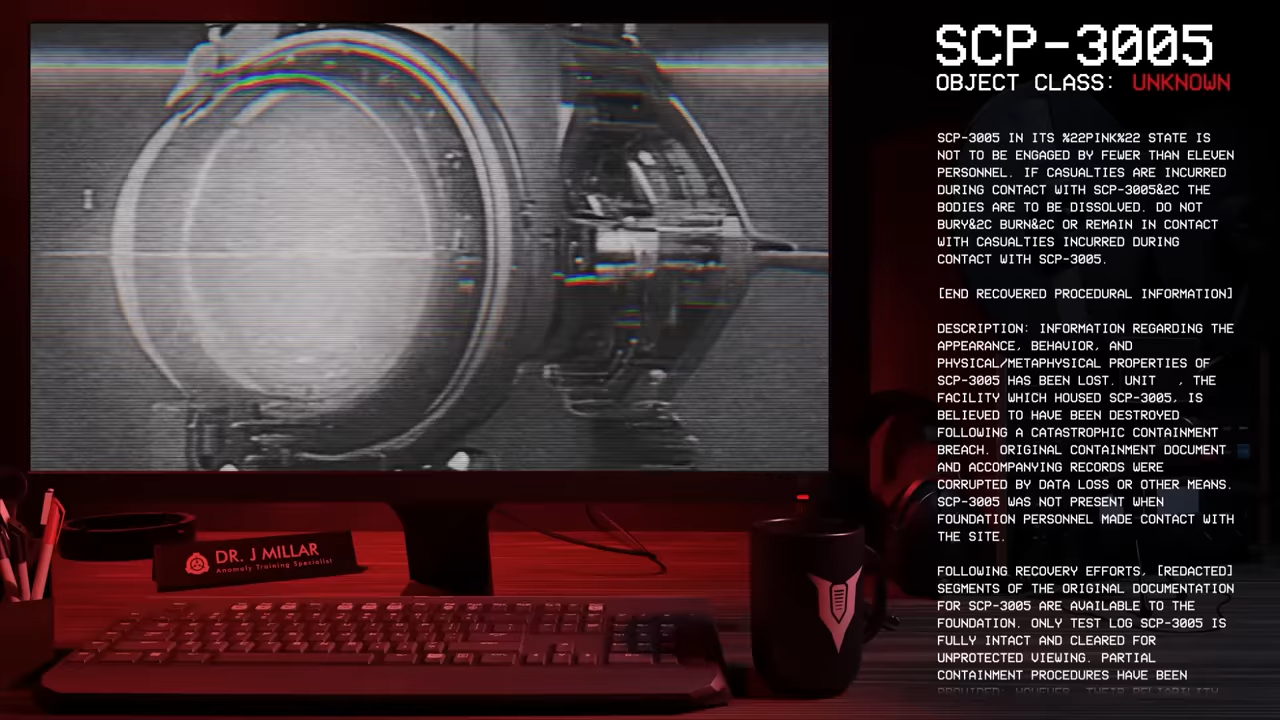 SCP-3005
OBJECT CLASS: UNKNOWN
SCP-3005 IN ITS %22PINK%22 STATE IS
NOT TO BE ENGAGED BY FEWER THAN ELEVEN
PERSONNEL. IF CASUALTIES ARE INCURRED
DURING CONTACT WITH SCP-3005&2C THE
BODIES ARE TO BE DISSOLVED. DO NOT
BURY&2C BURN&2C OR REMAIN IN CONTACT
WITH CASUALTIES INCURRED DURING
CONTACT WITH SCP-3005.
[END RECOVERED PROCEDURAL INFORMATION]
DESCRIPTION: INFORMATION REGARDING THE
APPEARANCE, BEHAVIOR, AND
PHYSICAL/METAPHYSICAL PROPERTIES OF
SCP-3005 HAS BEEN LOST. UNIT , THE
FACILITY WHICH HOUSED SCP-3005, IS
BELIEVED TO HAVE BEEN DESTROYED
FOLLOWING A CATASTROPHIC CONTAINMENT
BREACH. ORIGINAL CONTAINMENT DOCUMENT
AND ACCOMPANYING RECORDS WERE
CORRUPTED BY DATA LOSS OR OTHER MEANS.
SCP-3005 WAS NOT PRESENT WHEN
FOUNDATION PERSONNEL MADE CONTACT WITH
THE SITE.
FOLLOWING RECOVERY EFFORTS, [REDACTED]
SEGMENTS OF THE ORIGINAL DOCUMENTATION
FOR SCP-3005 ARE AVAILABLE TO THE
FOUNDATION. ONLY TEST LOG SCP-3005 IS
FULLY INTACT AND CLEARED FOR
UNPROTECTED VIEWING. PARTIAL
CONTAINMENT PROCEDURES HAVE BEEN
PROVIDED; HOWEVER, THEIR RELIABILITY
DR. J MILLAR
Anomaly Training Specialist